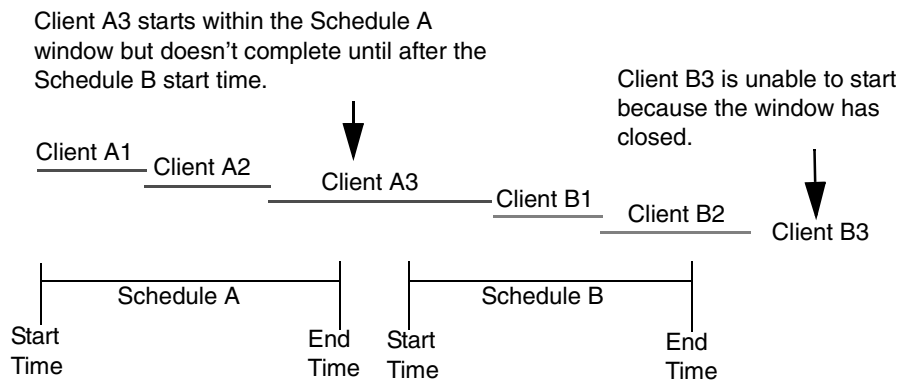 Client A3 starts within the Schedule A
window but doesn’t complete until after the
Schedule B start time.
Client B3 is unable to start
because the window has
closed.
Client A1
Client A2
Client A3
Client B1
Client B2
Client B3
Schedule A
Schedule B
Start
Time
End
Time
Start
Time
End
Time